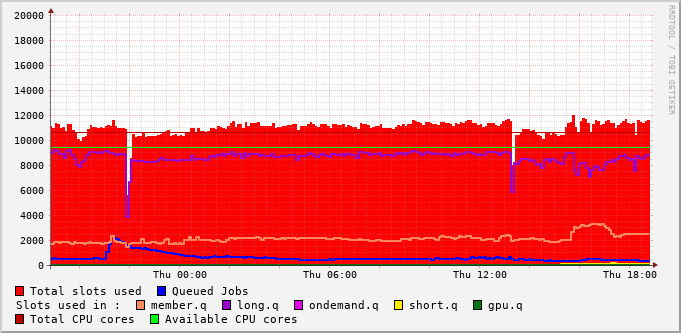 20000
18000
16000
14000
12000
10000
8000
6000
4000
2000
0
Thu 00:00 Thu 06:00 Thu 12:00 Thu 18:00
Total slots used Queued Jobs
Slots used in : member.q long.q ondemand.q short.q gpu.q
Total CPU cores Available CPU cores
RRDTOOL / TOBI OETIKER